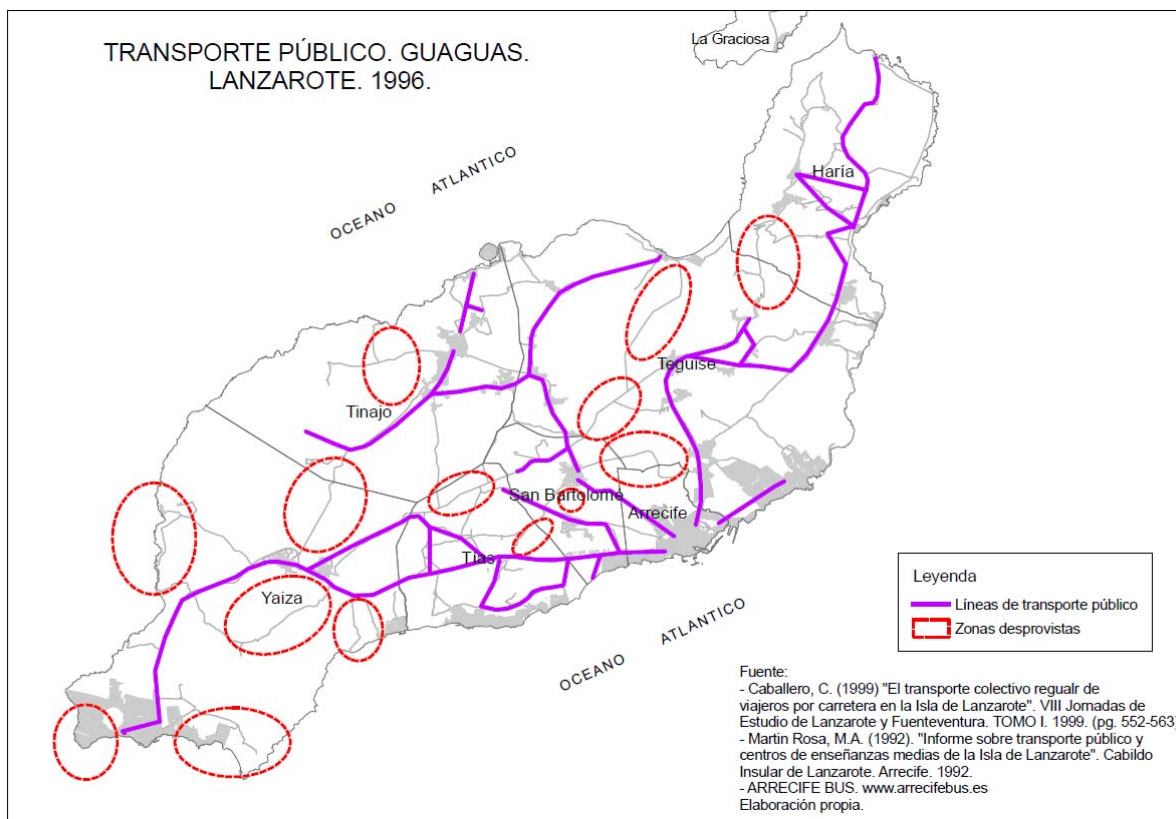 TRANSPORTE PÚBLICO. GUAGUAS.
LANZAROTE. 1996.
La Graciosa
OCEANO ATLANTICO
Haría
Teguise
Tinajo
San Bartolomé
Arrecife
Tías
Yaiza
OCEANO ATLANTICO
Leyenda
Líneas de transporte público
Zonas desprovistas
Fuente:
- Caballero, C. (1999) "El transporte colectivo regualr de
viajeros por carretera en la Isla de Lanzarote". VIII Jornadas de
Estudio de Lanzarote y Fuenteventura. TOMO I. 1999. (pg. 552-563)
- Martin Rosa, M.A. (1992). "Informe sobre transporte público y
centros de enseñanzas medias de la Isla de Lanzarote". Cabildo
Insular de Lanzarote. Arrecife. 1992.
- ARRECIFE BUS. www.arrecifebus.es
Elaboración propia.